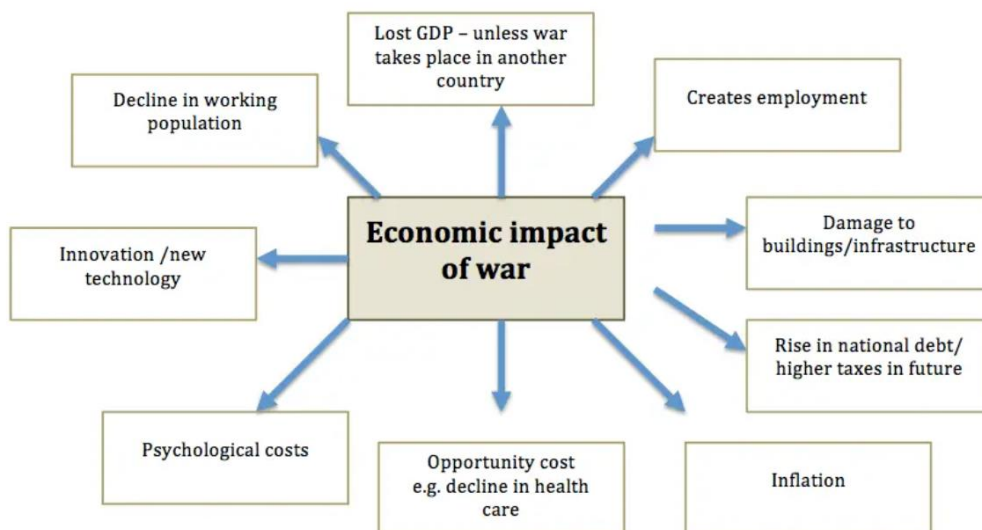 Lost GDP – unless war
takes place in another
country
Decline in working
population
Creates employment
Economic impact
of war
Innovation /new
technology
Damage to
buildings/infrastructure
Rise in national debt/
higher taxes in future
Psychological costs
Opportunity cost
e.g. decline in health
care
Inflation